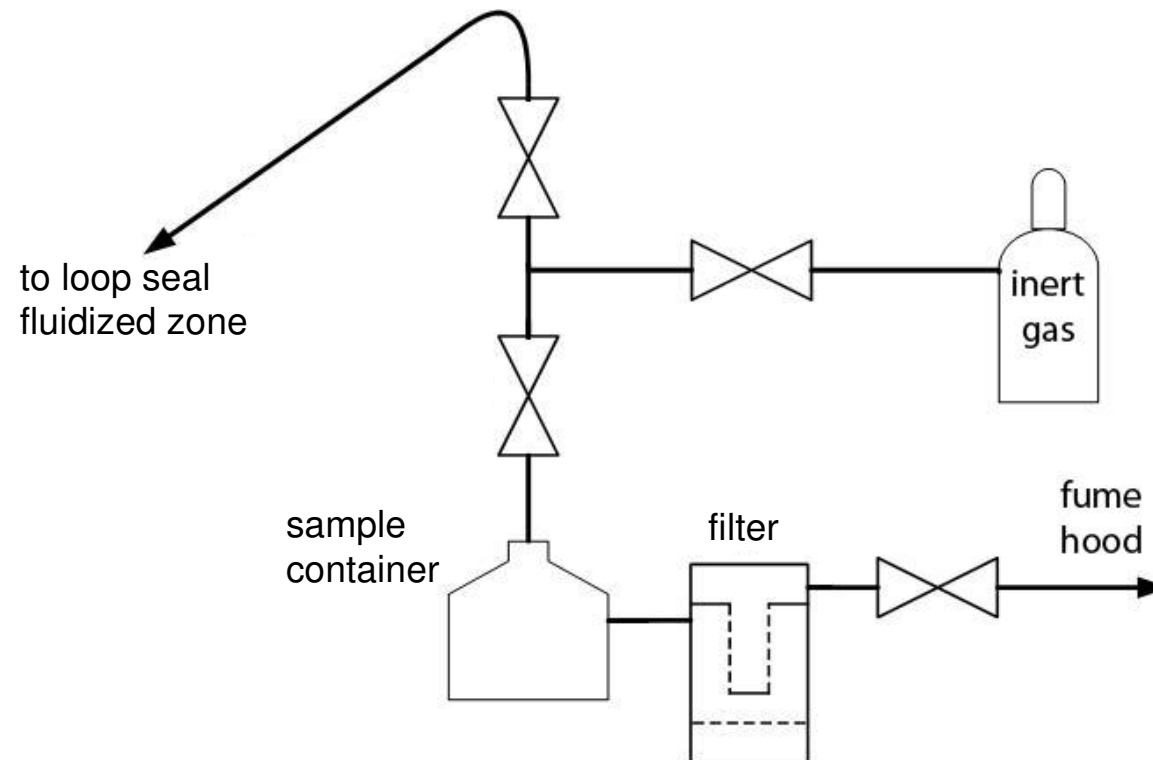 to loop seal
fluidized zone
inert
gas
sample
container
filter
fume
hood